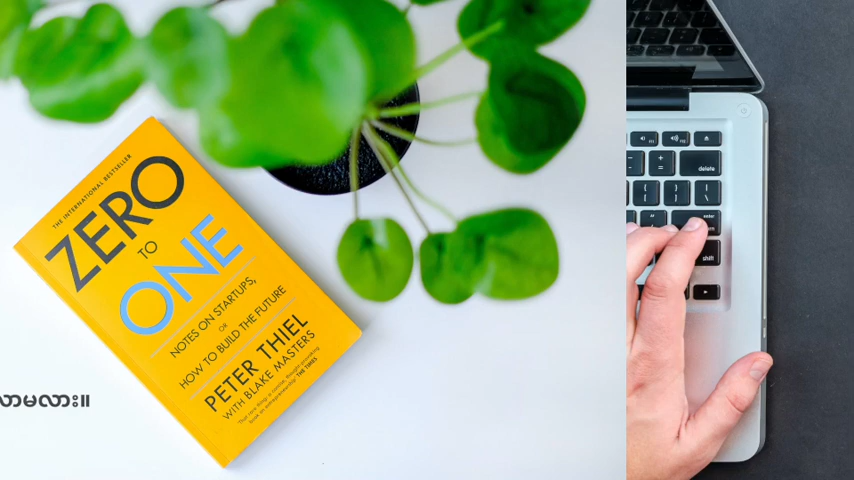 THE INTERNATIONAL BESTSELLER
ZERO
TO
ONE
NOTES ON STARTUPS,
OR
HOW TO BUILD THE FUTURE
PETER THIEL
WITH BLAKE MASTERS
THE TIMES
လာမလား။
delete
enter
shift